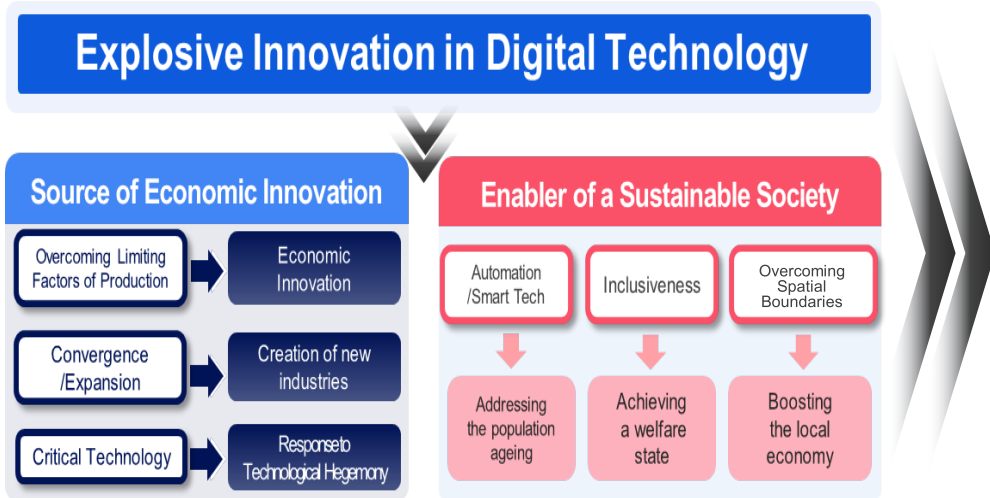 Explosive Innovation in Digital Technology
Source of Economic Innovation
Overcoming Limiting
Factors of Production
Economic
Innovation
Convergence
/Expansion
Creation of new
industries
Critical Technology
Responseto
Technological Hegemony
Enabler of a Sustainable Society
Automation
/Smart Tech
Inclusiveness
Overcoming
Spatial
Boundaries
Addressing
the population
ageing
Achieving
a welfare
state
Boosting
the local
economy